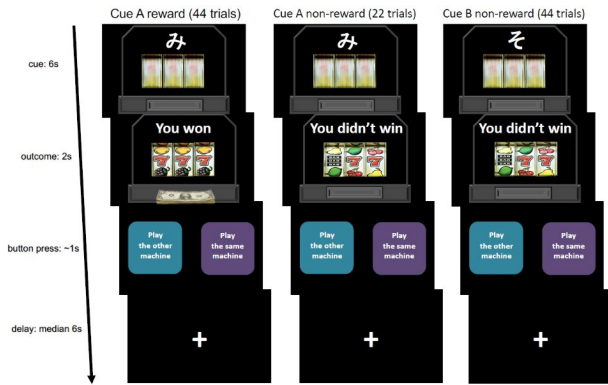 Cue A reward (44 trials)
Cue A non-reward (22 trials)
Cue B non-reward (44 trials)
cue: 6s
み
み
そ
outcome: 2s
You won
You didn't win
You didn't win
button press: ~1s
Play
the other
machine
Play
the same
machine
Play
the other
machine
Play
the same
machine
Play
the other
machine
Play
the same
machine
delay: median 6s
+
+
+